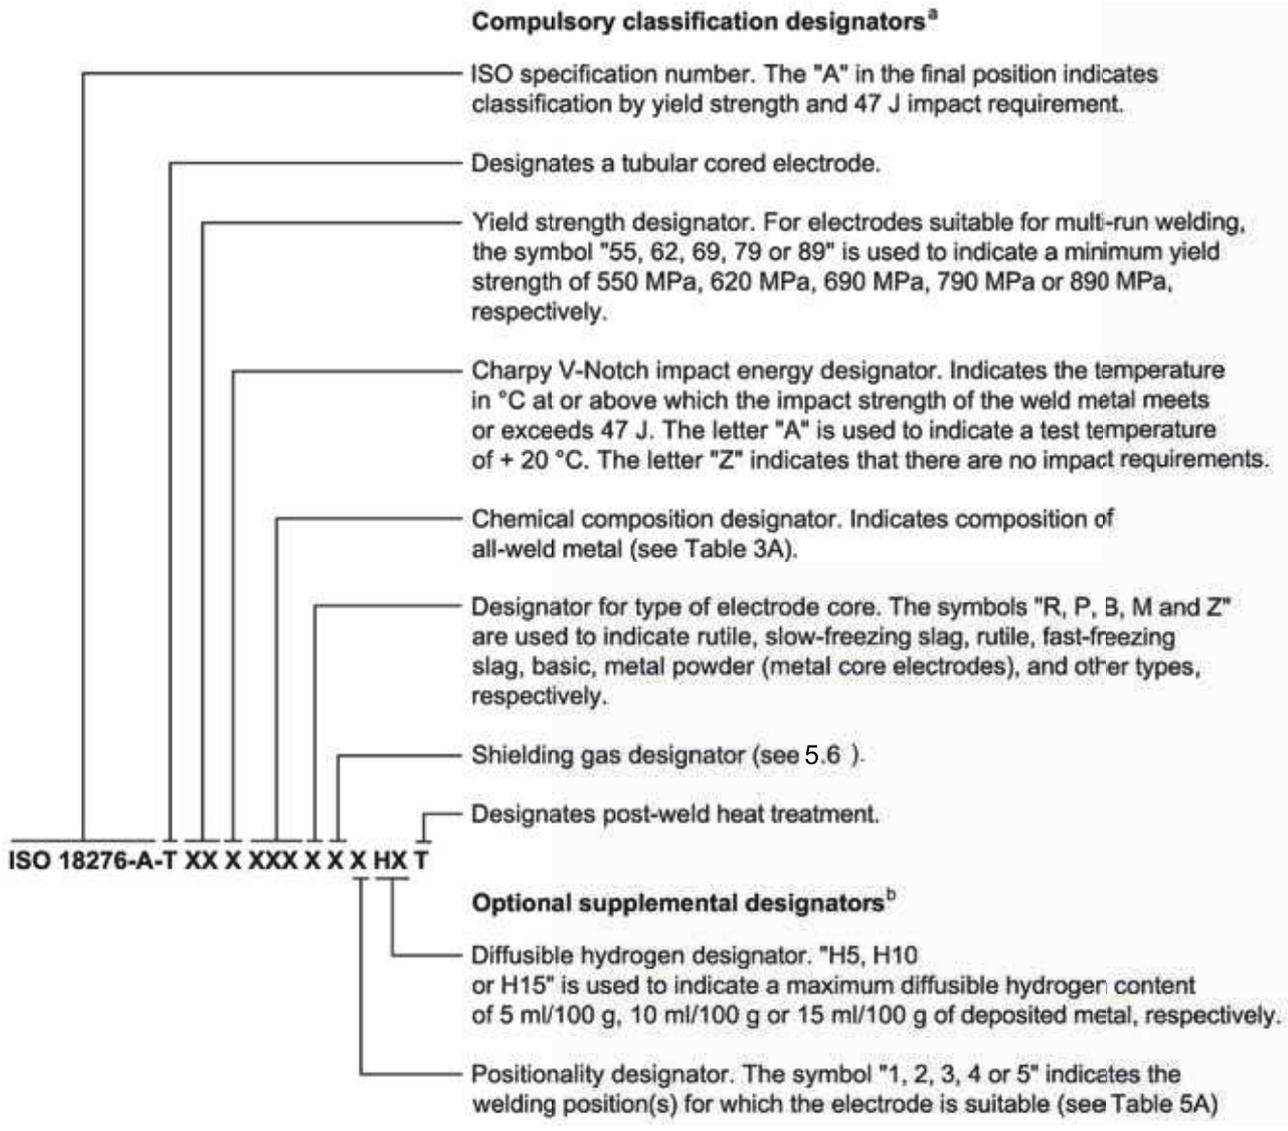 Compulsory classification designatorsᵃ
ISO specification number. The "A" in the final position indicates
classification by yield strength and 47 J impact requirement.
Designates a tubular cored electrode.
Yield strength designator. For electrodes suitable for multi-run welding,
the symbol "55, 62, 69, 79 or 89" is used to indicate a minimum yield
strength of 550 MPa, 620 MPa, 690 MPa, 790 MPa or 890 MPa,
respectively.
Charpy V-Notch impact energy designator. Indicates the temperature
in °C at or above which the impact strength of the weld metal meets
or exceeds 47 J. The letter "A" is used to indicate a test temperature
of + 20 °C. The letter "Z" indicates that there are no impact requirements.
Chemical composition designator. Indicates composition of
all-weld metal (see Table 3A).
Designator for type of electrode core. The symbols "R, P, B, M and Z"
are used to indicate rutile, slow-freezing slag, rutile, fast-freezing
slag, basic, metal powder (metal core electrodes), and other types,
respectively.
Shielding gas designator (see 5.6 ).
Designates post-weld heat treatment.
ISO 18276-A-T XX X XXX X X X HX T
Optional supplemental designatorsᵇ
Diffusible hydrogen designator. "H5, H10
or H15" is used to indicate a maximum diffusible hydrogen content
of 5 ml/100 g, 10 ml/100 g or 15 ml/100 g of deposited metal, respectively.
Positionality designator. The symbol "1, 2, 3, 4 or 5" indicates the
welding position(s) for which the electrode is suitable (see Table 5A)